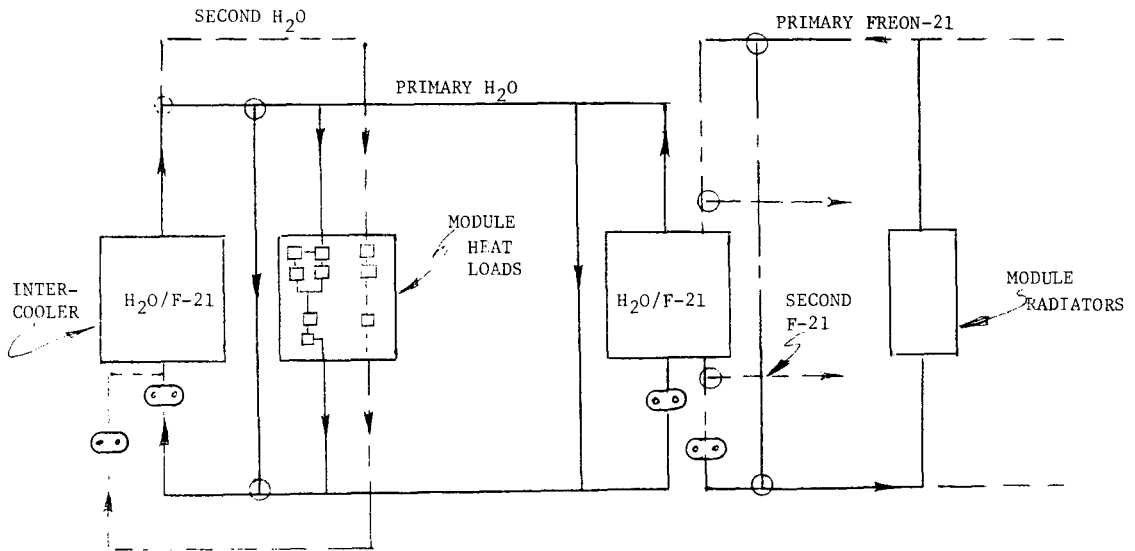 SECOND H₂O
PRIMARY FREON-21
PRIMARY H₂O
MODULE
HEAT
LOADS
INTER-
COOLER
H₂O/F-21
H₂O/F-21
SECOND
F-21
MODULE
RADIATORS